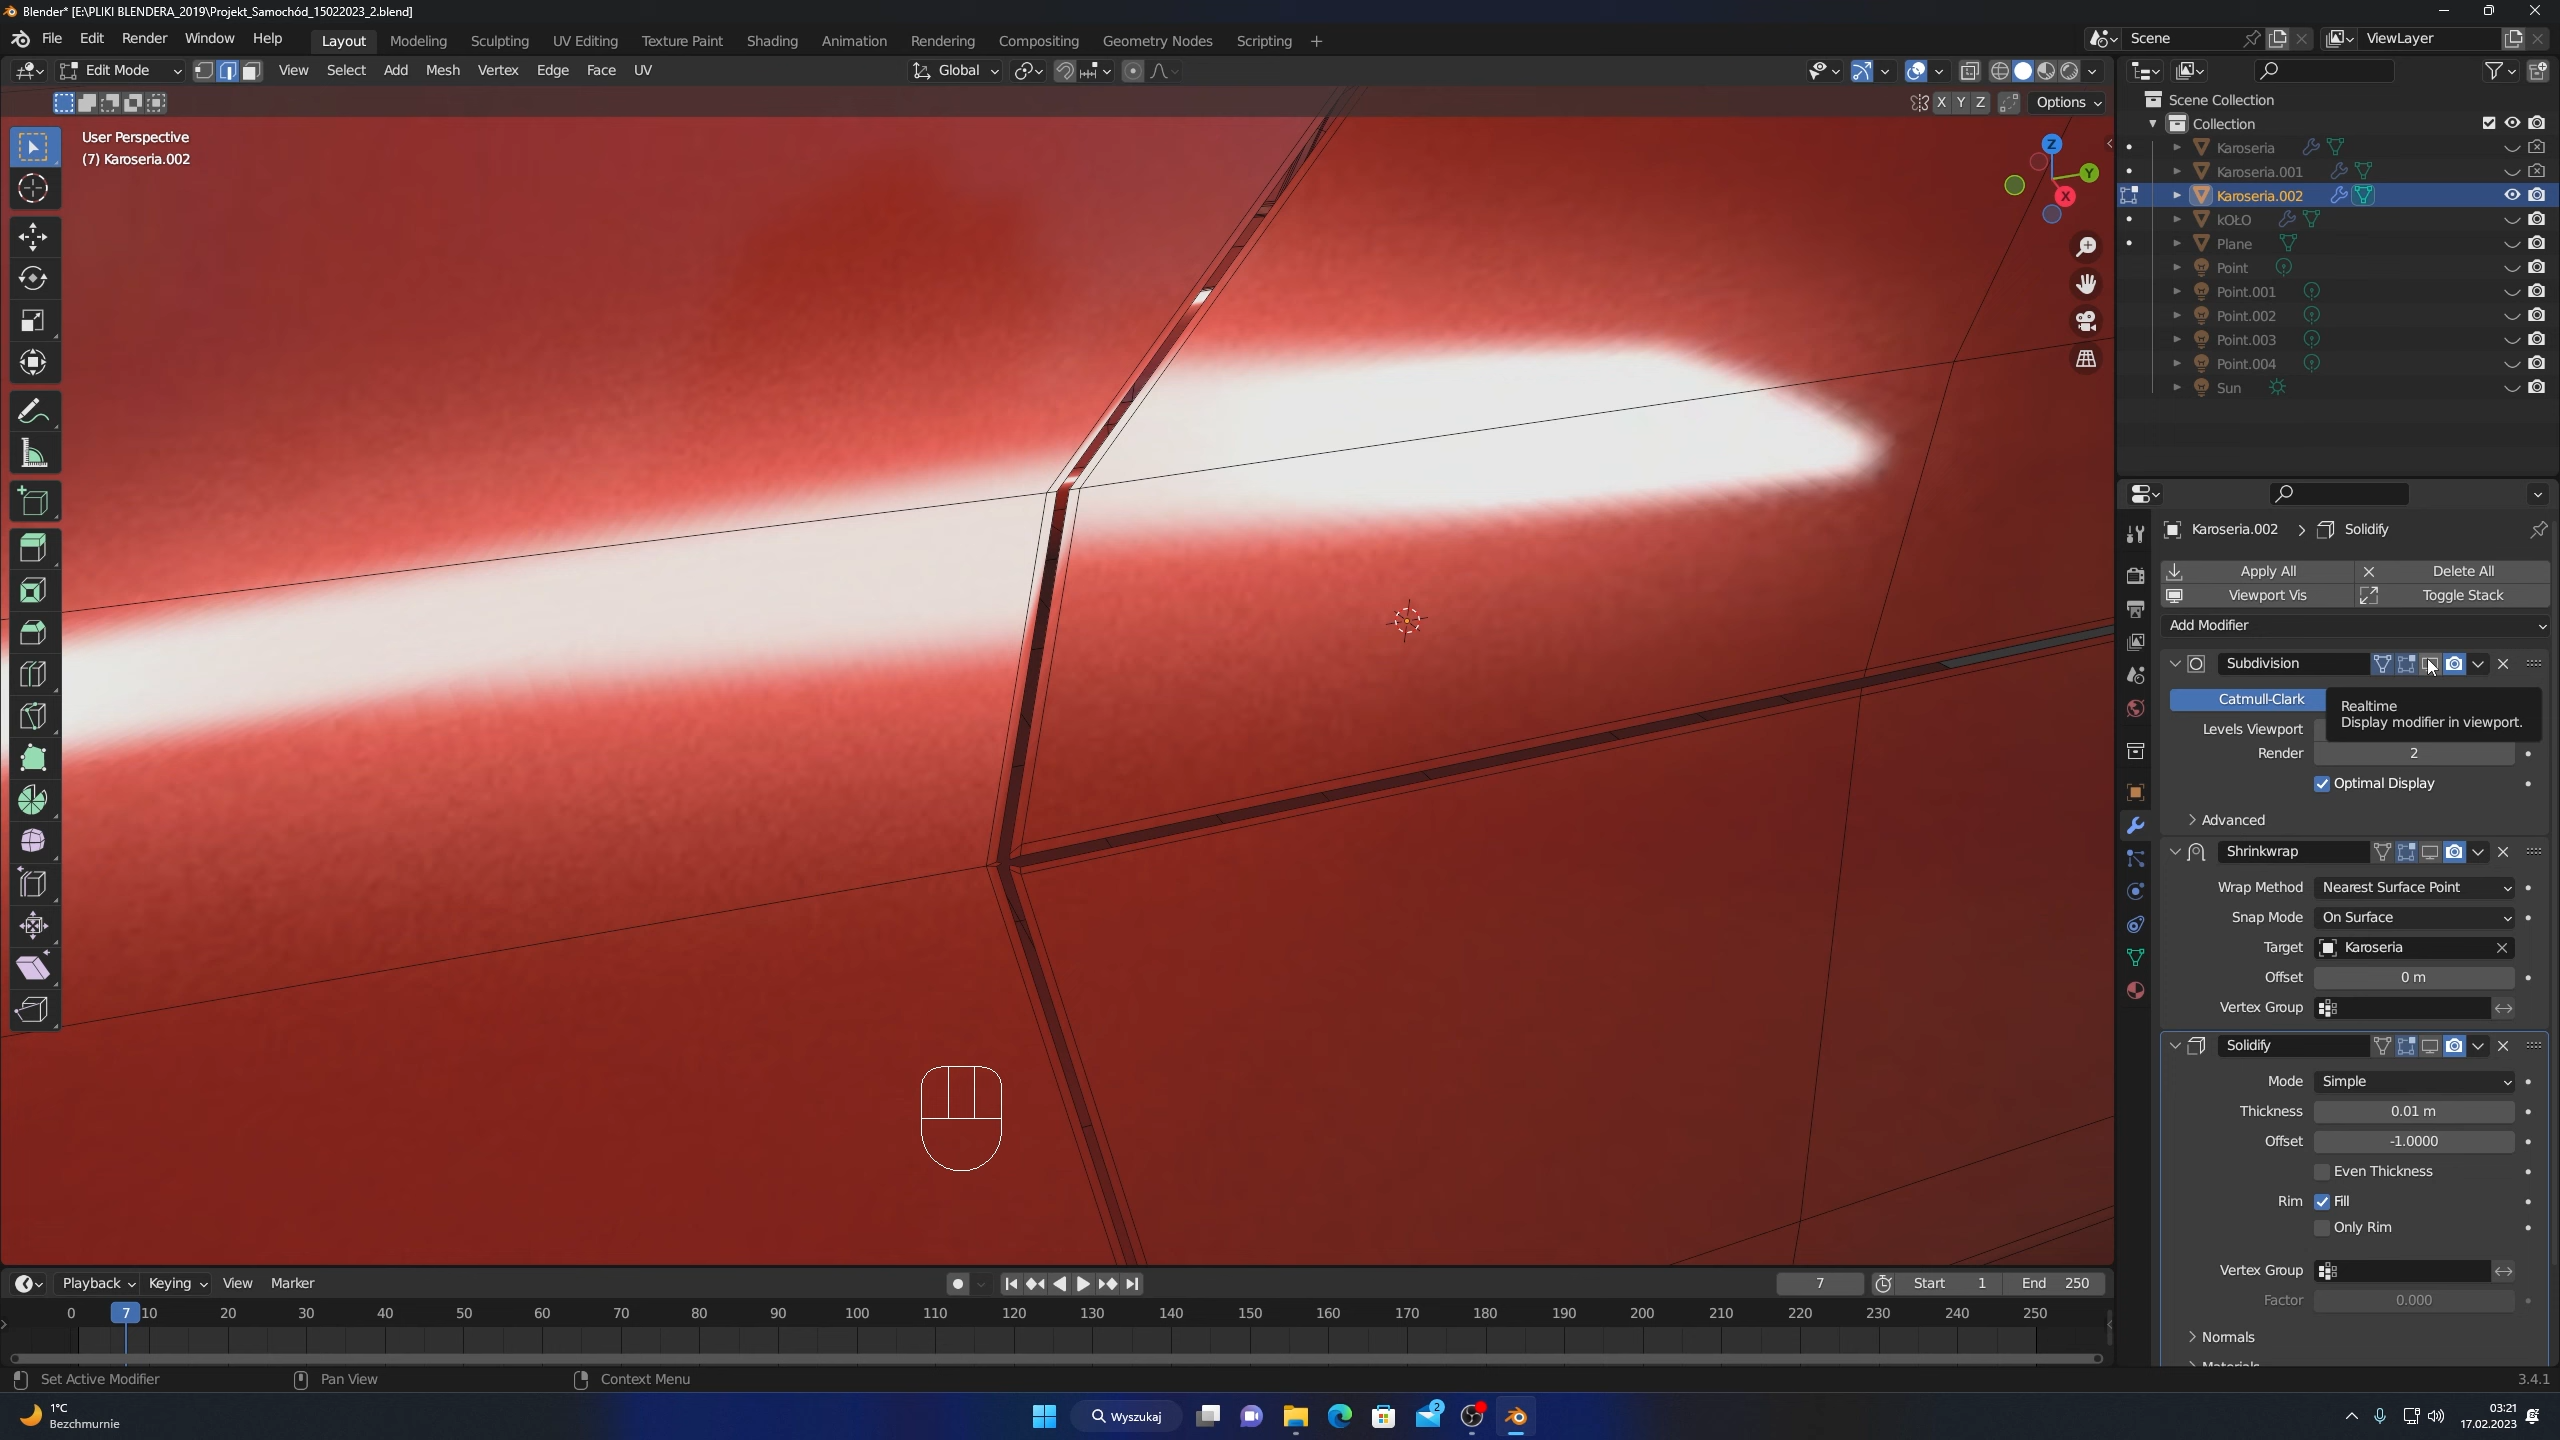 Blender* [E:\PLIKI BLENDERA_2019\Projekt_Samochód_15022023_2.blend]
File Edit Render Window Help Layout Modeling Sculpting UV Editing Texture Paint Shading Animation Rendering Compositing Geometry Nodes Scripting + Scene ViewLayer
Edit Mode View Select Add Mesh Vertex Edge Face UV Global
X Y Z Options
User Perspective
(7) Karoseria.002
Z
Y
X
Scene Collection
Collection
Karoseria
Karoseria.001
Karoseria.002
kOŁO
Plane
Point
Point.001
Point.002
Point.003
Point.004
Sun
Karoseria.002 > Solidify
Apply All Delete All
Viewport Vis Toggle Stack
Add Modifier
Subdivision
Catmull-Clark
Realtime
Display modifier in viewport.
Levels Viewport
Render 2
Optimal Display
Advanced
Shrinkwrap
Wrap Method Nearest Surface Point
Snap Mode On Surface
Target Karoseria
Offset 0 m
Vertex Group
Solidify
Mode Simple
Thickness 0.01 m
Offset -1.0000
Even Thickness
Rim Fill
Only Rim
Vertex Group
Factor 0.000
Normals
Materials
Playback Keying View Marker 7 Start 1 End 250
0 7 10 20 30 40 50 60 70 80 90 100 110 120 130 140 150 160 170 180 190 200 210 220 230 240 250
Set Active Modifier Pan View Context Menu 3.4.1
1°C
Bezchmurnie
Wyszukaj
2
03:21
17.02.2023